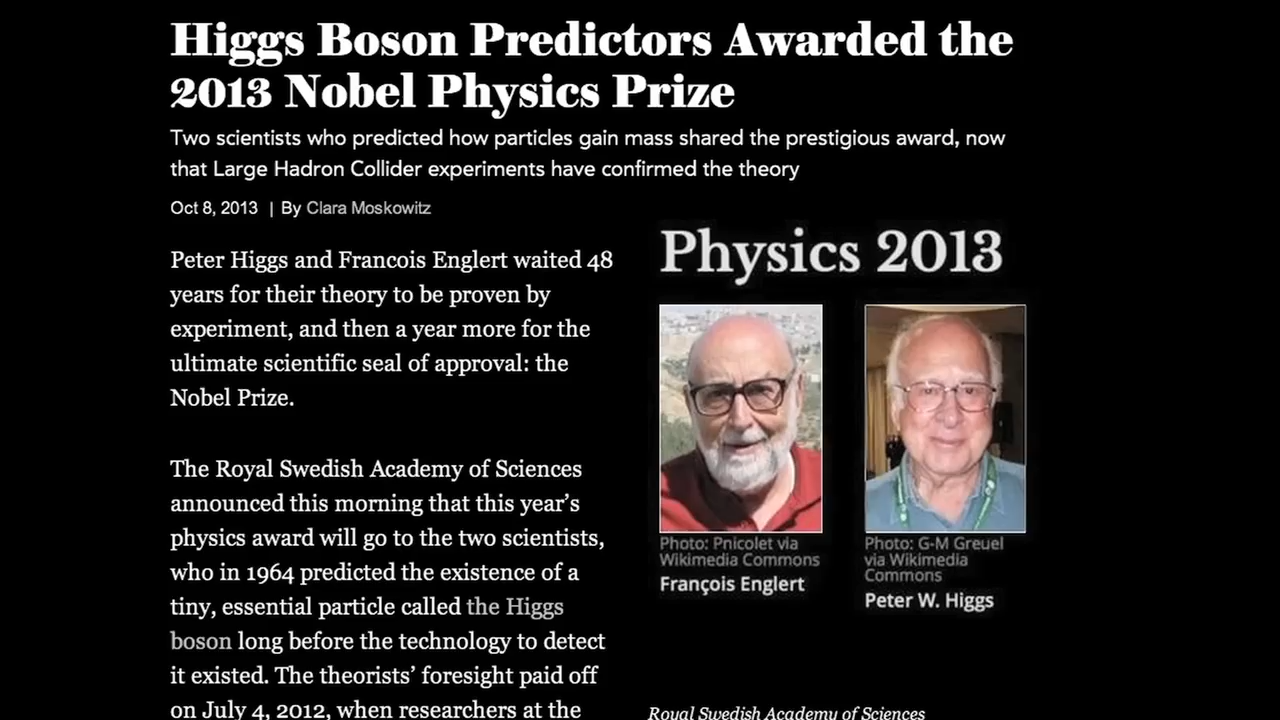 Higgs Boson Predictors Awarded the
2013 Nobel Physics Prize
Two scientists who predicted how particles gain mass shared the prestigious award, now
that Large Hadron Collider experiments have confirmed the theory
Oct 8, 2013 | By Clara Moskowitz
Peter Higgs and Francois Englert waited 48
years for their theory to be proven by
experiment, and then a year more for the
ultimate scientific seal of approval: the
Nobel Prize.
The Royal Swedish Academy of Sciences
announced this morning that this year’s
physics award will go to the two scientists,
who in 1964 predicted the existence of a
tiny, essential particle called the Higgs
boson long before the technology to detect
it existed. The theorists’ foresight paid off
on July 4, 2012, when researchers at the
Physics 2013
Photo: Pnicolet via
Wikimedia Commons
François Englert
Photo: G-M Greuel
via Wikimedia
Commons
Peter W. Higgs
Royal Swedish Academy of Sciences